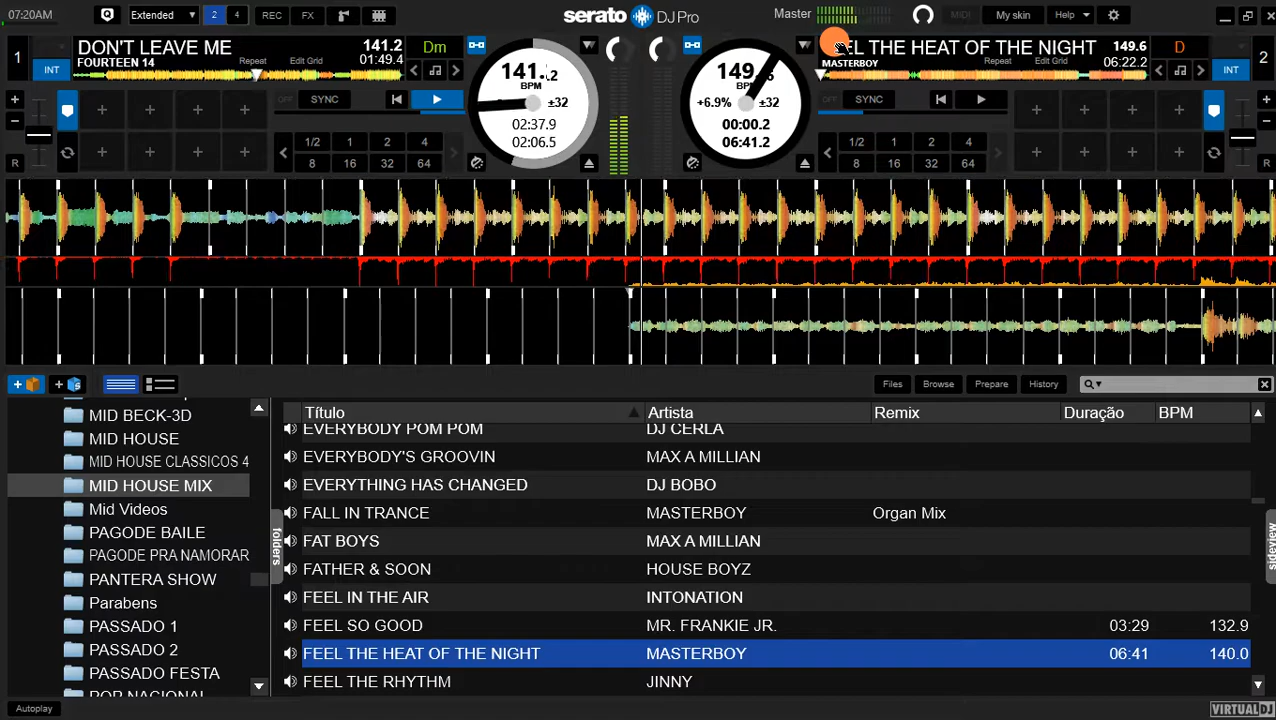 07:20AM
Extended
2
4
REC
FX
serato DJ Pro
Master
MIDI
My skin
Help
1
DON'T LEAVE ME
FOURTEEN 14
Repeat
Edit Grid
141.2
01:49.4
Dm
INT
EL THE HEAT OF THE NIGHT
MASTERBOY
Repeat
Edit Grid
149.6
06:22.2
D
INT
2
OFF
SYNC
141.2
BPM
±32
02:37.9
02:06.5
149.6
BPM
+6.9%
±32
00:00.2
06:41.2
OFF
SYNC
R
1/2 1 2 4
8 16 32 64
1/2 1 2 4
8 16 32 64
R
Files
Browse
Prepare
History
MID BECK-3D
MID HOUSE
MID HOUSE CLASSICOS 4
MID HOUSE MIX
Mid Videos
PAGODE BAILE
PAGODE PRA NAMORAR
PANTERA SHOW
Parabens
PASSADO 1
PASSADO 2
PASSADO FESTA
POP NACIONAL
folders
Título Artista Remix Duração BPM
EVERYBODY POM POM DJ CERLA
EVERYBODY'S GROOVIN MAX A MILLIAN
EVERYTHING HAS CHANGED DJ BOBO
FALL IN TRANCE MASTERBOY Organ Mix
FAT BOYS MAX A MILLIAN
FATHER & SOON HOUSE BOYZ
FEEL IN THE AIR INTONATION
FEEL SO GOOD MR. FRANKIE JR. 03:29 132.9
FEEL THE HEAT OF THE NIGHT MASTERBOY 06:41 140.0
FEEL THE RHYTHM JINNY
sideview
Autoplay
VIRTUALDJ